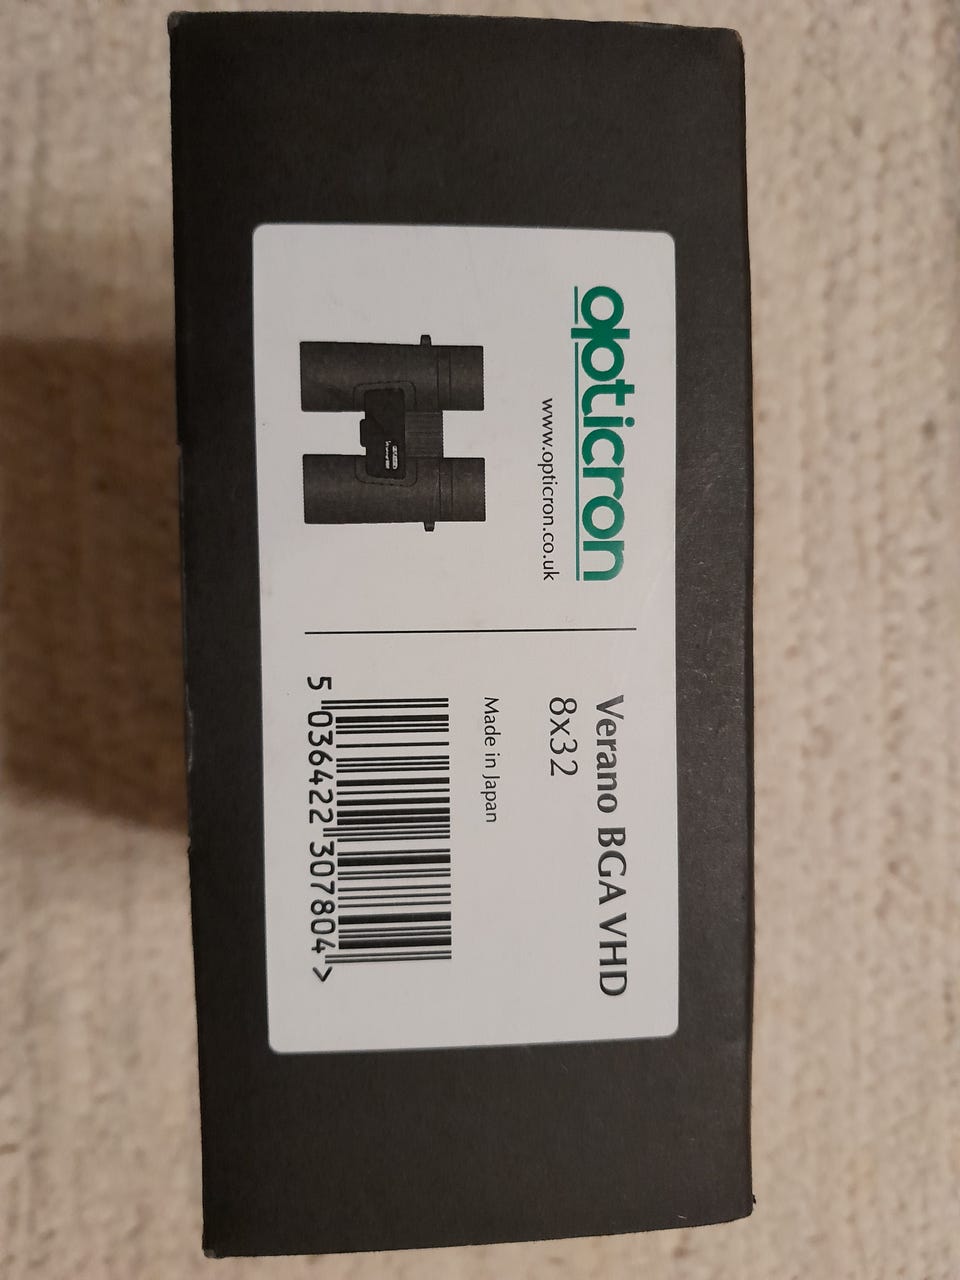 opticron
www.opticron.co.uk
Verano BGA VHD
8x32
Made in Japan
5 036422 307804 >